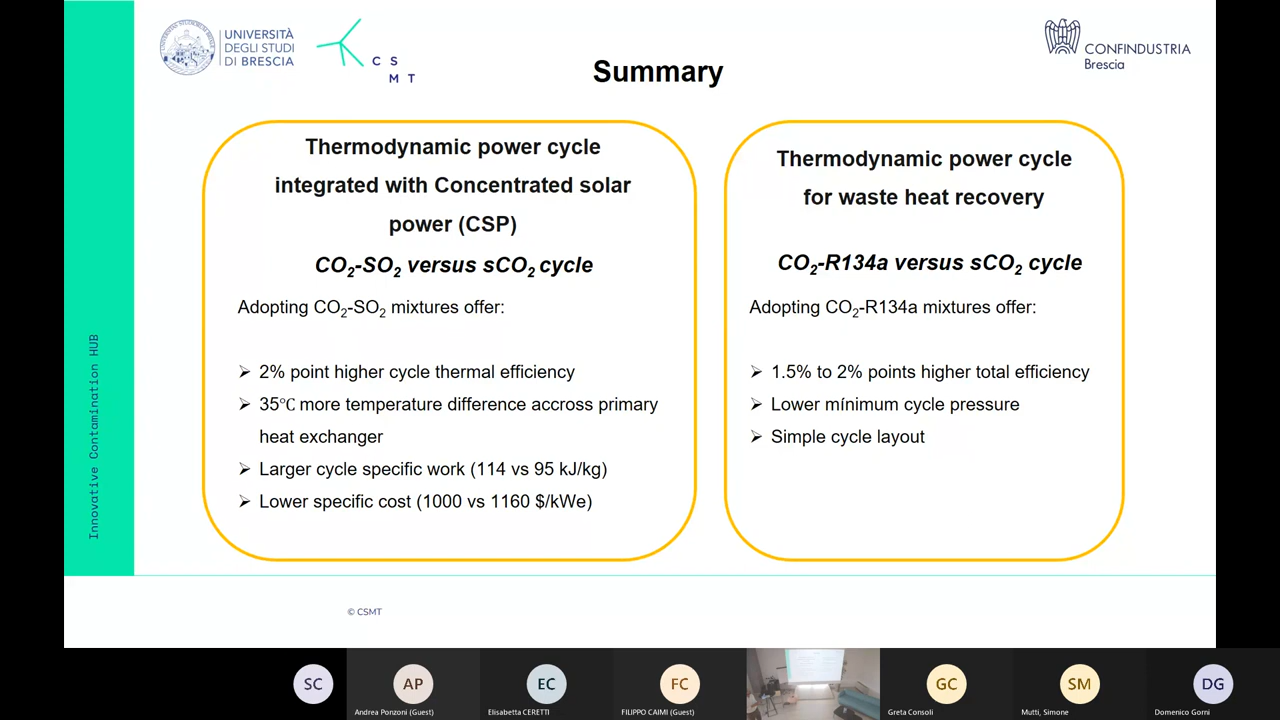 UNIVERSITÀ
DEGLI STUDI
DI BRESCIA
C S
M T
CONFINDUSTRIA
Brescia
Summary
Thermodynamic power cycle
integrated with Concentrated solar
power (CSP)
CO2-SO2 versus sCO2 cycle
Adopting CO2-SO2 mixtures offer:
➢ 2% point higher cycle thermal efficiency
➢ 35℃ more temperature difference accross primary
heat exchanger
➢ Larger cycle specific work (114 vs 95 kJ/kg)
➢ Lower specific cost (1000 vs 1160 $/kWe)
Thermodynamic power cycle
for waste heat recovery
CO2-R134a versus sCO2 cycle
Adopting CO2-R134a mixtures offer:
➢ 1.5% to 2% points higher total efficiency
➢ Lower mínimum cycle pressure
➢ Simple cycle layout
Innovative Contamination HUB
© CSMT
SC
AP
Andrea Ponzoni (Guest)
EC
Elisabetta CERETTI
FC
FILIPPO CAIMI (Guest)
GC
Greta Consoli
SM
Mutti, Simone
DG
Domenico Gorni